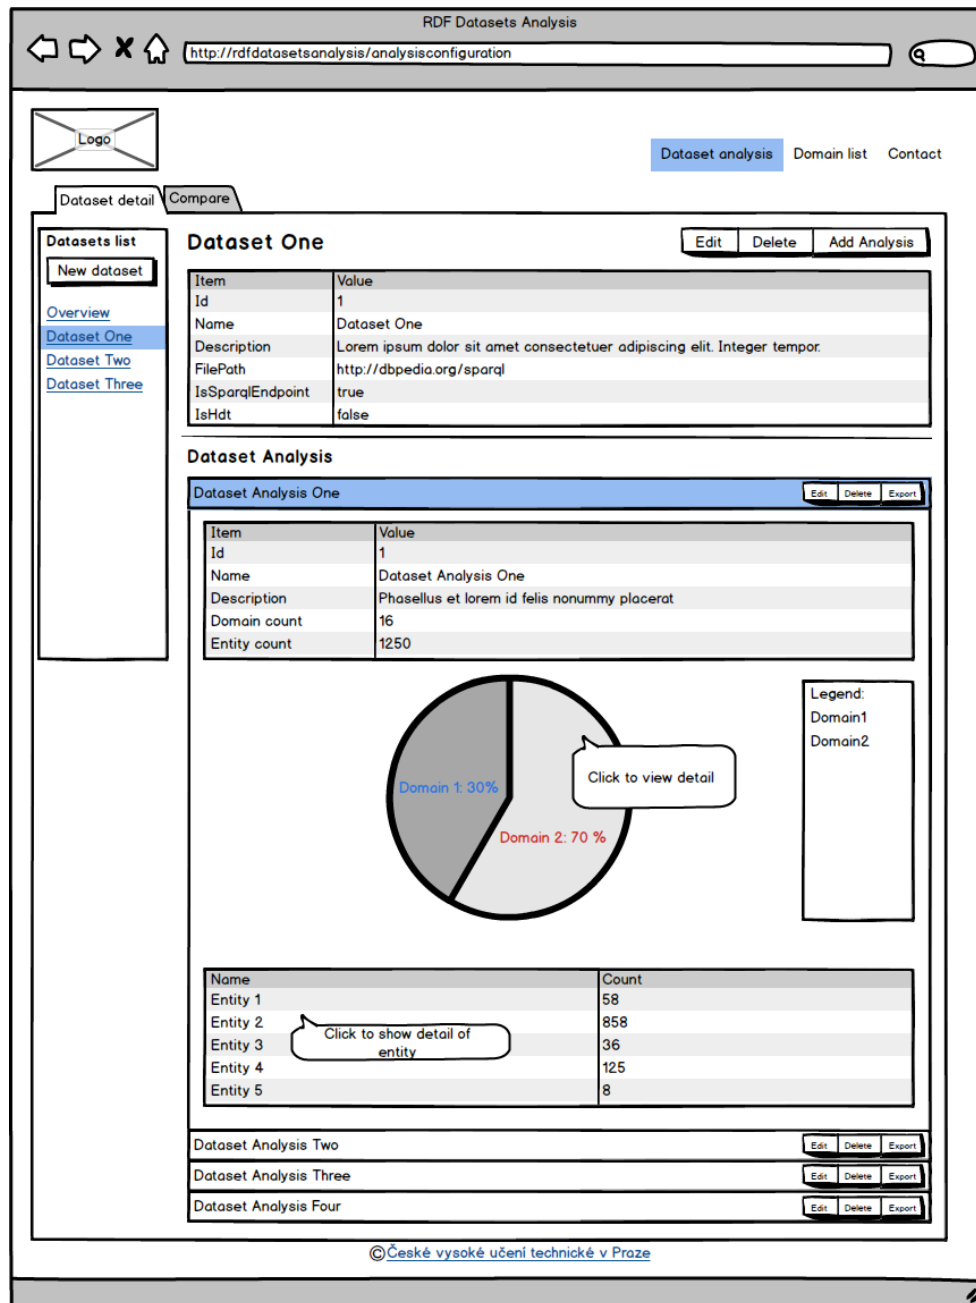 RDF Datasets Analysis
http://rdfdatasetsanalysis/analysisconfiguration
Logo
Dataset analysis Domain list Contact
Dataset detail Compare
Datasets list
New dataset
Overview
Dataset One
Dataset Two
Dataset Three
Dataset One
Edit Delete Add Analysis
Item Value
Id 1
Name Dataset One
Description Lorem ipsum dolor sit amet consectetuer adipiscing elit. Integer tempor.
FilePath http://dbpedia.org/sparql
IsSparqlEndpoint true
IsHdt false
Dataset Analysis
Dataset Analysis One Edit Delete Export
Item Value
Id 1
Name Dataset Analysis One
Description Phasellus et lorem id felis nonummy placerat
Domain count 16
Entity count 1250
Domain 1: 30%
Domain 2: 70 %
Click to view detail
Legend:
Domain1
Domain2
Name Count
Entity 1 58
Entity 2 858
Entity 3 36
Entity 4 125
Entity 5 8
Click to show detail of
entity
Dataset Analysis Two Edit Delete Export
Dataset Analysis Three Edit Delete Export
Dataset Analysis Four Edit Delete Export
©České vysoké učení technické v Praze